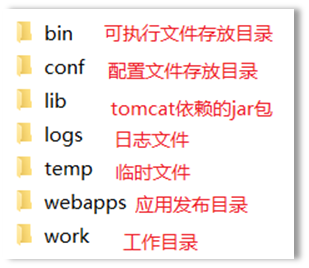 bin 可执行文件存放目录
conf 配置文件存放目录
lib tomcat依赖的jar包
logs 日志文件
temp 临时文件
webapps 应用发布目录
work 工作目录